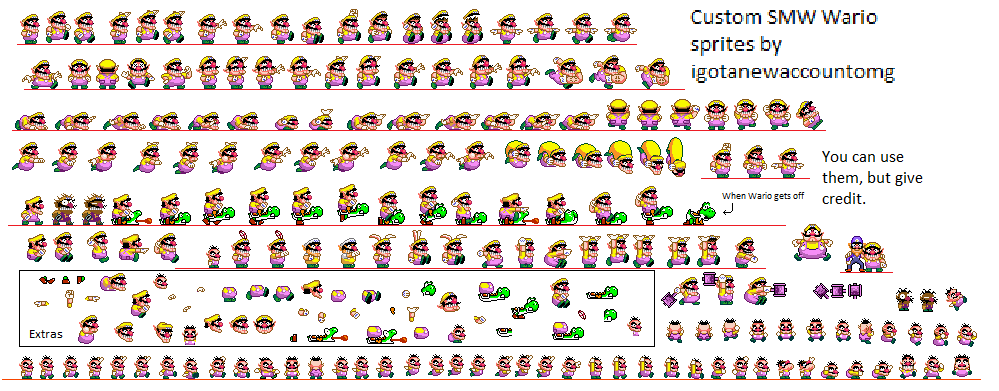 Custom SMW Wario
sprites by
igotanewaccountomg
You can use
them, but give
credit.
When Wario gets off
Extras